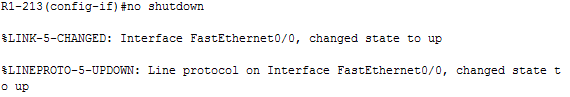 R1-213(config-if)#no shutdown
%LINK-5-CHANGED: Interface FastEthernet0/0, changed state to up
%LINEPROTO-5-UPDOWN: Line protocol on Interface FastEthernet0/0, changed state t
o up